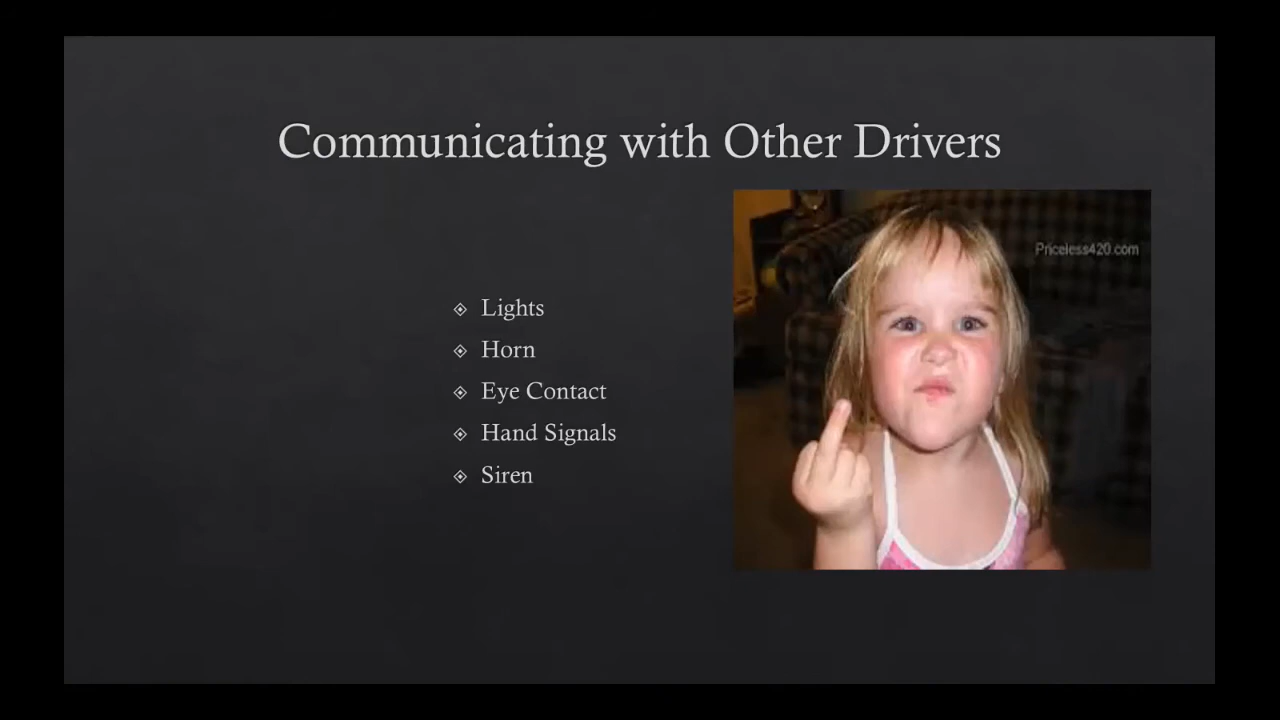 Communicating with Other Drivers
Priceless420.com
Lights
Horn
Eye Contact
Hand Signals
Siren